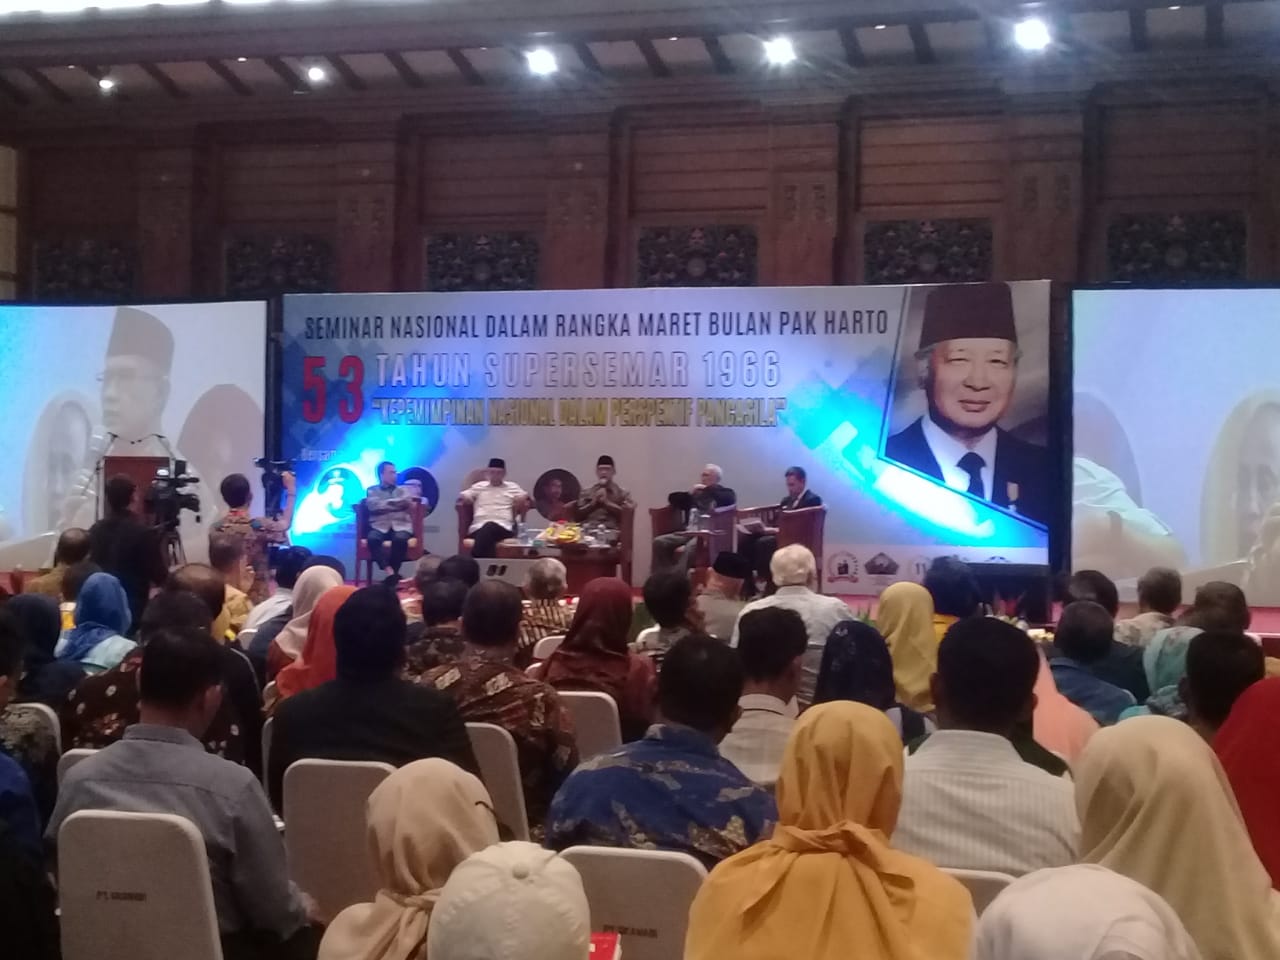 SEMINAR NASIONAL DALAM RANGKA MARET BULAN PAK HARTO
53 TAHUN SUPERSEMAR 1966
"KEPEMIMPINAN NASIONAL DALAM PERSPEKTIF PANCASILA"